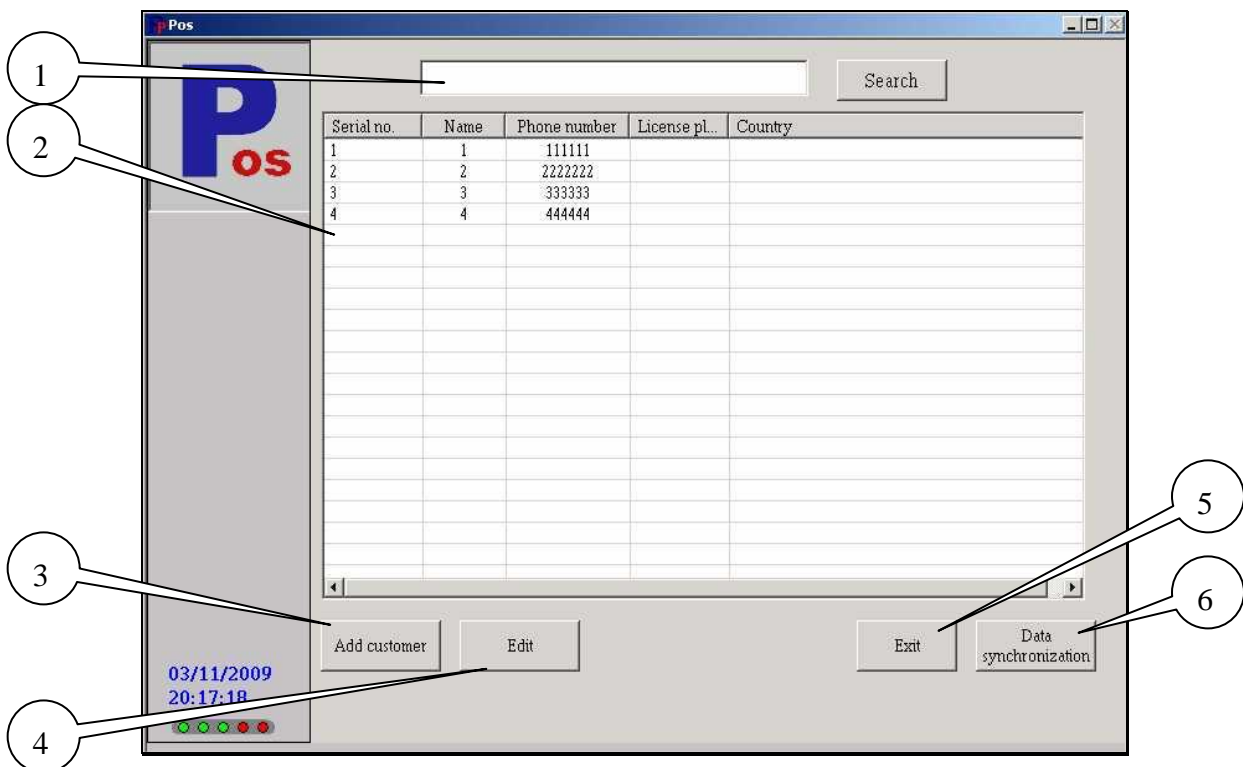 Pos
1
Search
Pos
Serial no. Name Phone number License pl... Country
2
1 1 111111
2 2 2222222
3 3 333333
4 4 444444
5
3
6
Add customer Edit Exit Data synchronization
03/11/2009
20:17:18
4